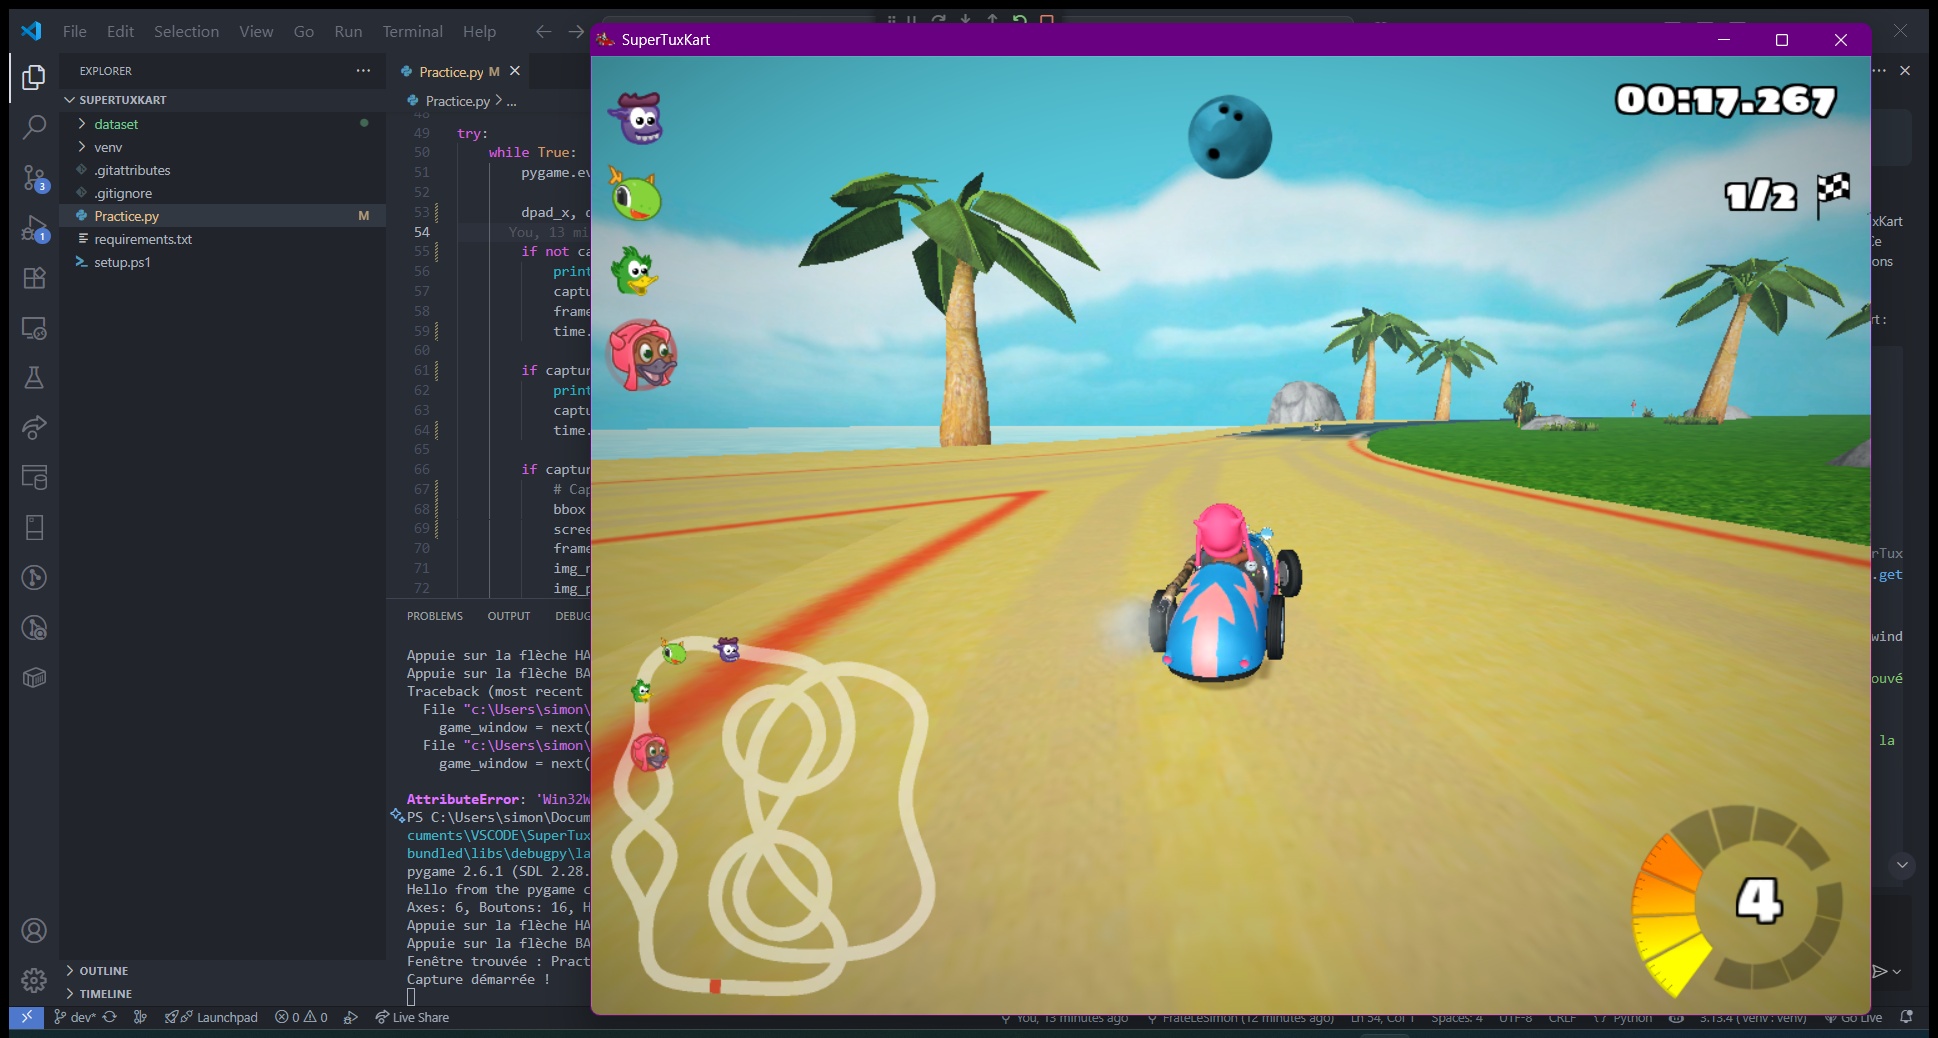 File Edit Selection View Go Run Terminal Help
SuperTuxKart
EXPLORER
SUPERTUXKART
dataset
venv
.gitattributes
.gitignore
Practice.py M
requirements.txt
setup.ps1
OUTLINE
TIMELINE
Practice.py M
Practice.py > ...
48
49 try:
50 while True:
51 pygame.ev
52
53 dpad_x, d
54 You, 13 mi
55 if not ca
56 print
57 captu
58 frame
59 time.
60
61 if captur
62 print
63 captu
64 time.
65
66 if captur
67 # Cap
68 bbox
69 scree
70 frame
71 img_n
72 img_p
PROBLEMS OUTPUT DEBUG
Appuie sur la flèche HA
Appuie sur la flèche BA
Traceback (most recent
File "c:\Users\simon\
game_window = next(
File "c:\Users\simon\
game_window = next(
AttributeError: 'Win32W
PS C:\Users\simon\Docum
cuments\VSCODE\SuperTux
bundled\libs\debugpy\la
pygame 2.6.1 (SDL 2.28.
Hello from the pygame c
Axes: 6, Boutons: 16, H
Appuie sur la flèche HA
Appuie sur la flèche BA
Fenêtre trouvée : Pract
Capture démarrée !
00:17.267
1/2
4
xKart
ions
rt:
rTux
.get
wind
ouvé
la
3
1
dev* Launchpad 0 0 Live Share You, 13 minutes ago FrateLeSimon (12 minutes ago) Ln 54, Col 1 Spaces: 4 UTF-8 CRLF Python 3.13.4 (venv: venv) Go Live